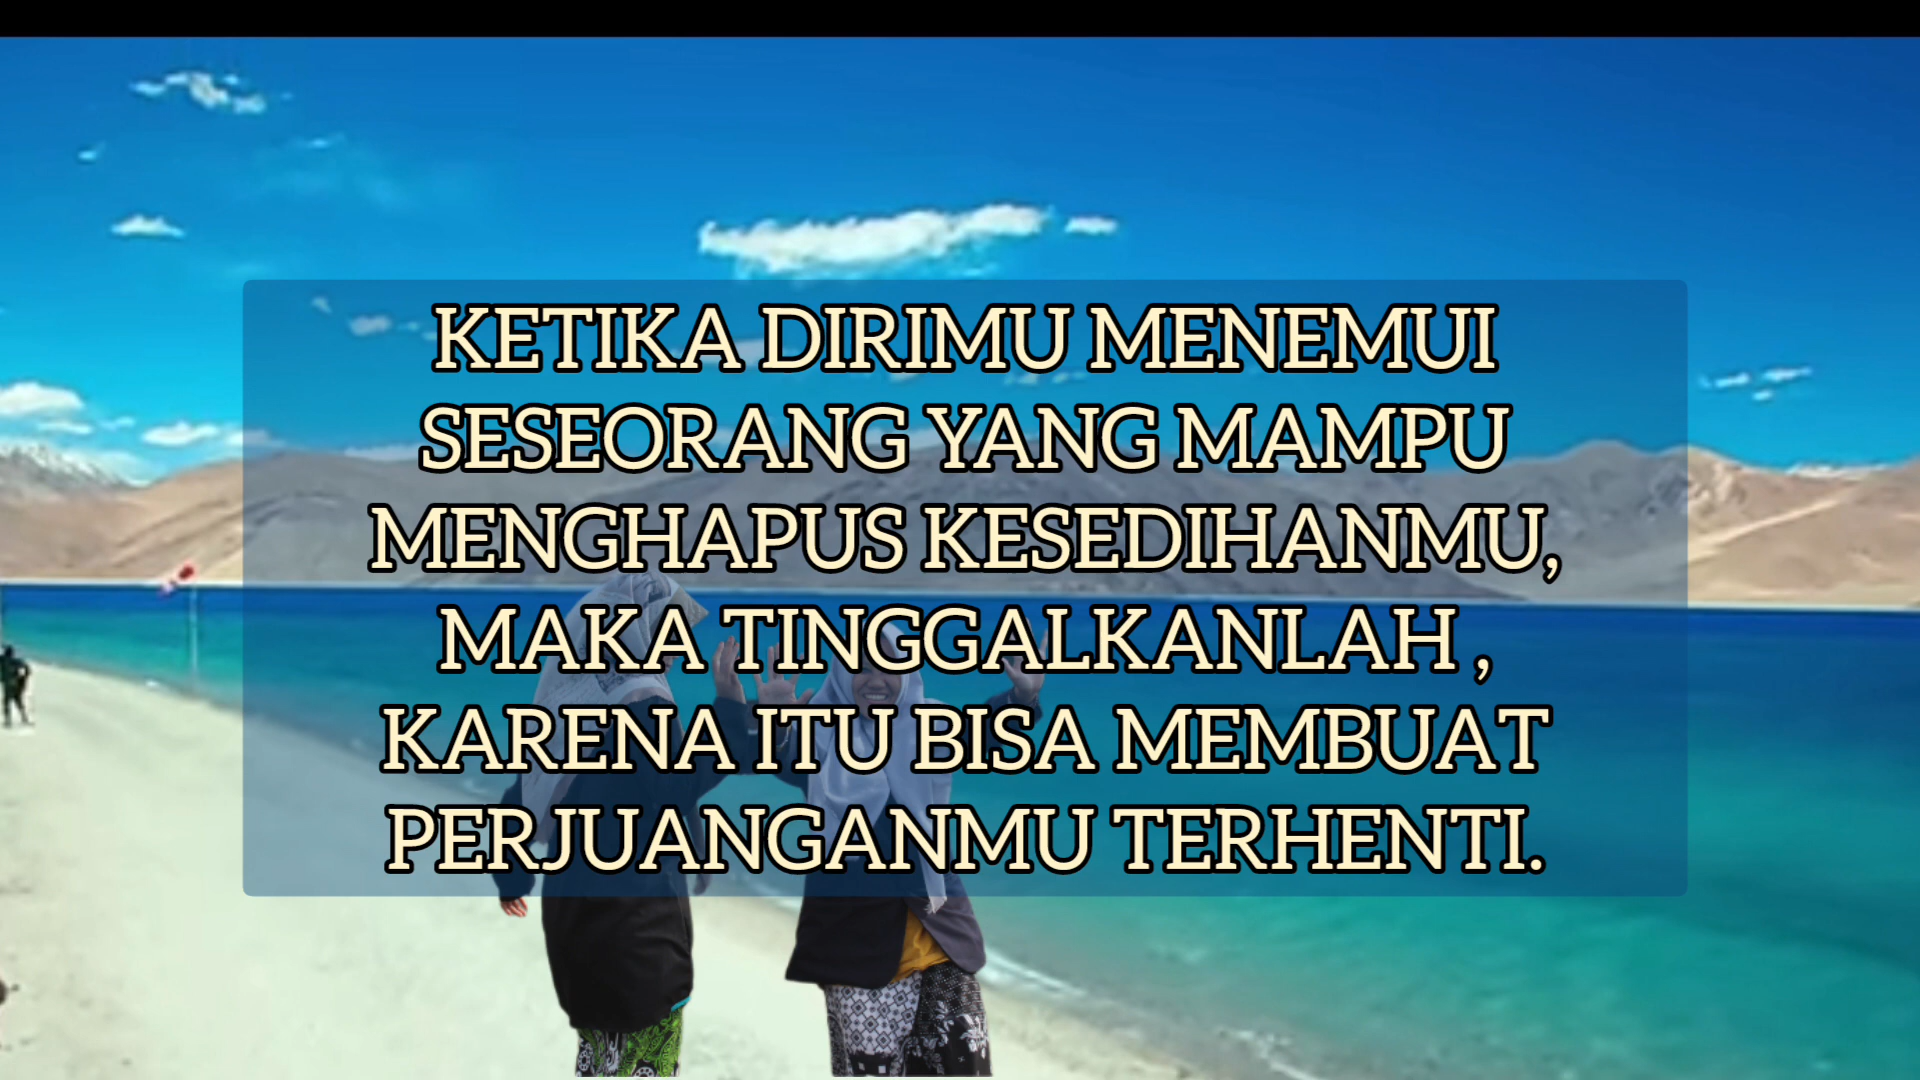 KETIKA DIRIMU MENEMUI
SESEORANG YANG MAMPU
MENGHAPUS KESEDIHANMU,
MAKA TINGGALKANLAH ,
KARENA ITU BISA MEMBUAT
PERJUANGANMU TERHENTI.